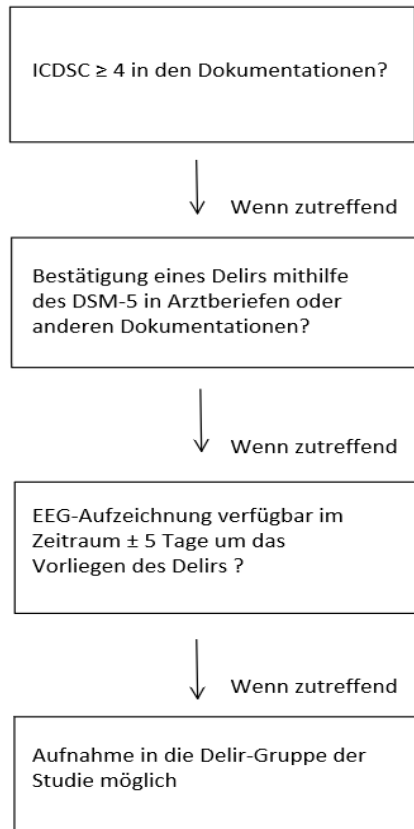 ICDSC ≥ 4 in den Dokumentationen?
Wenn zutreffend
Bestätigung eines Delirs mithilfe
des DSM-5 in Arztberiefen oder
anderen Dokumentationen?
Wenn zutreffend
EEG-Aufzeichnung verfügbar im
Zeitraum ± 5 Tage um das
Vorliegen des Delirs ?
Wenn zutreffend
Aufnahme in die Delir-Gruppe der
Studie möglich